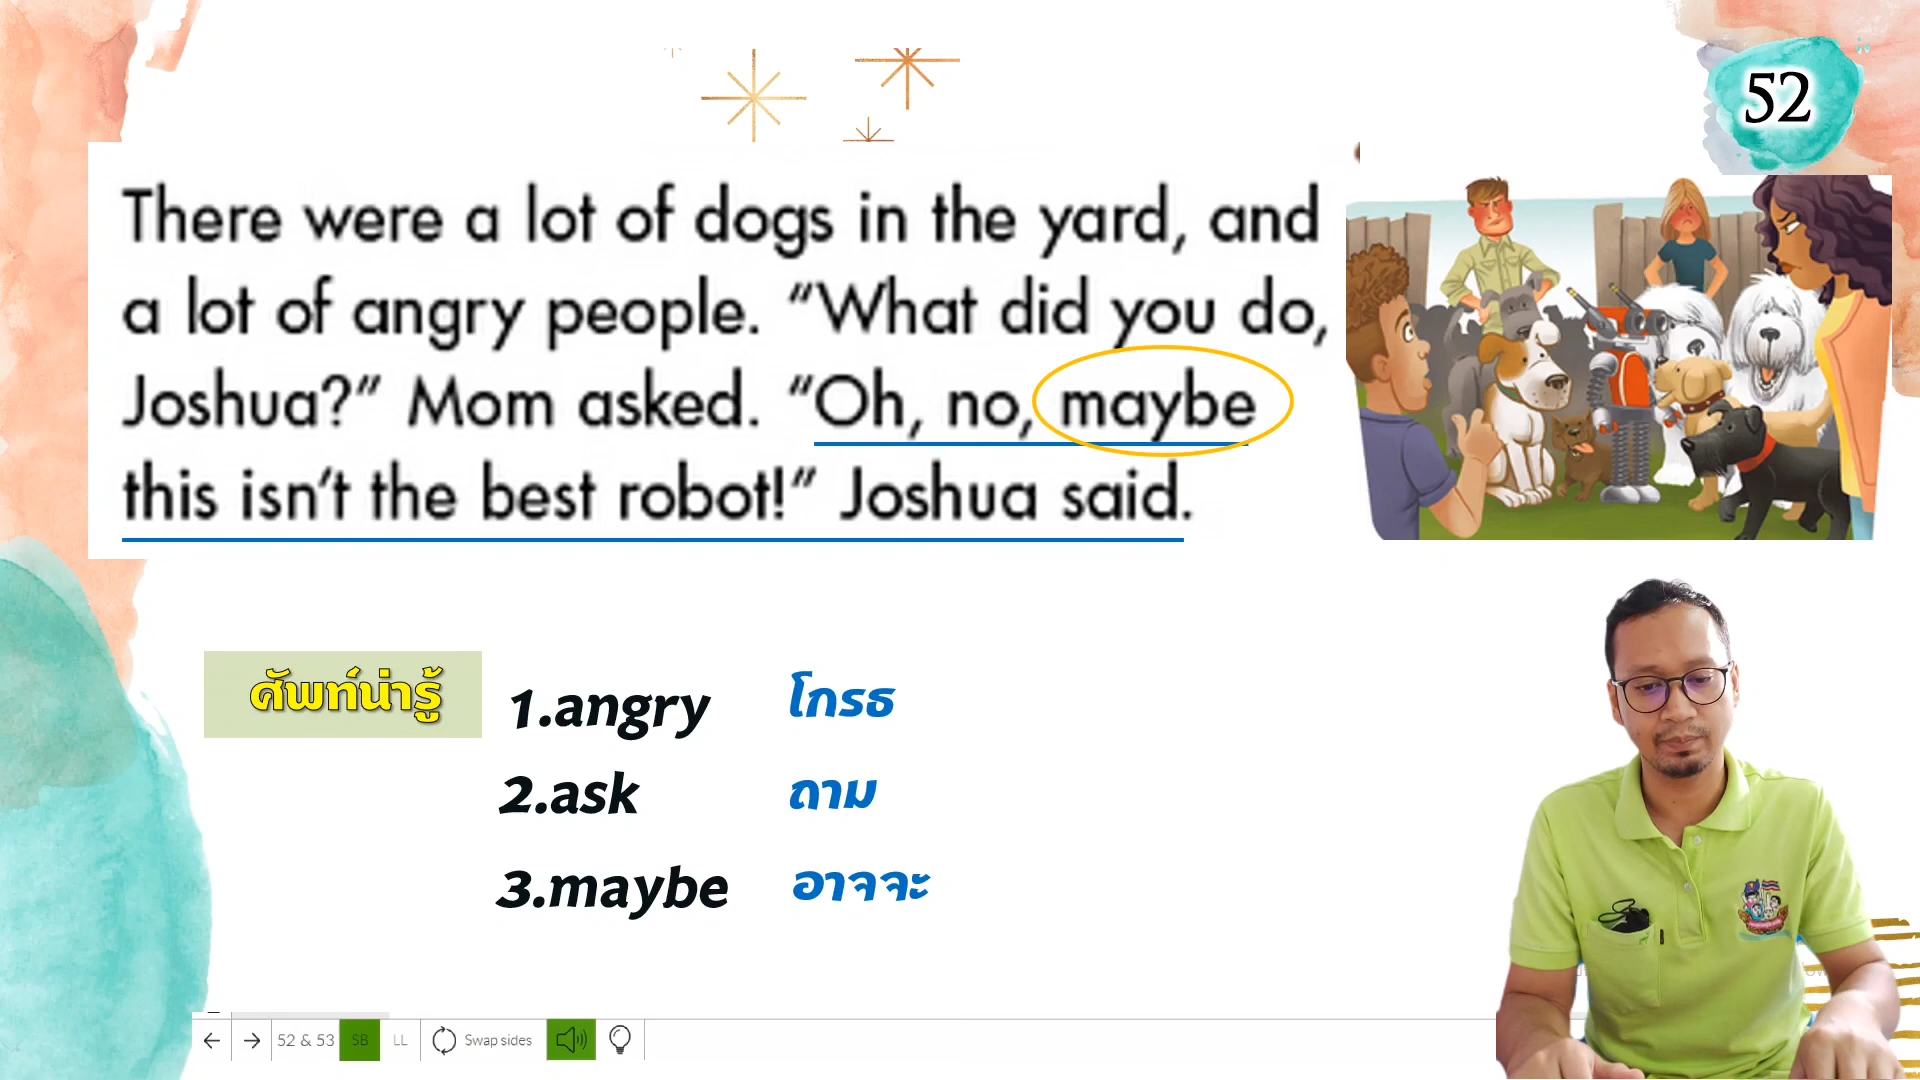 52
There were a lot of dogs in the yard, and
a lot of angry people. “What did you do,
Joshua?” Mom asked. “Oh, no, maybe
this isn’t the best robot!” Joshua said.
ศัพท์น่ารู้
1.angry โกรธ
2.ask ถาม
3.maybe อาจจะ
52 & 53 SB LL Swap sides